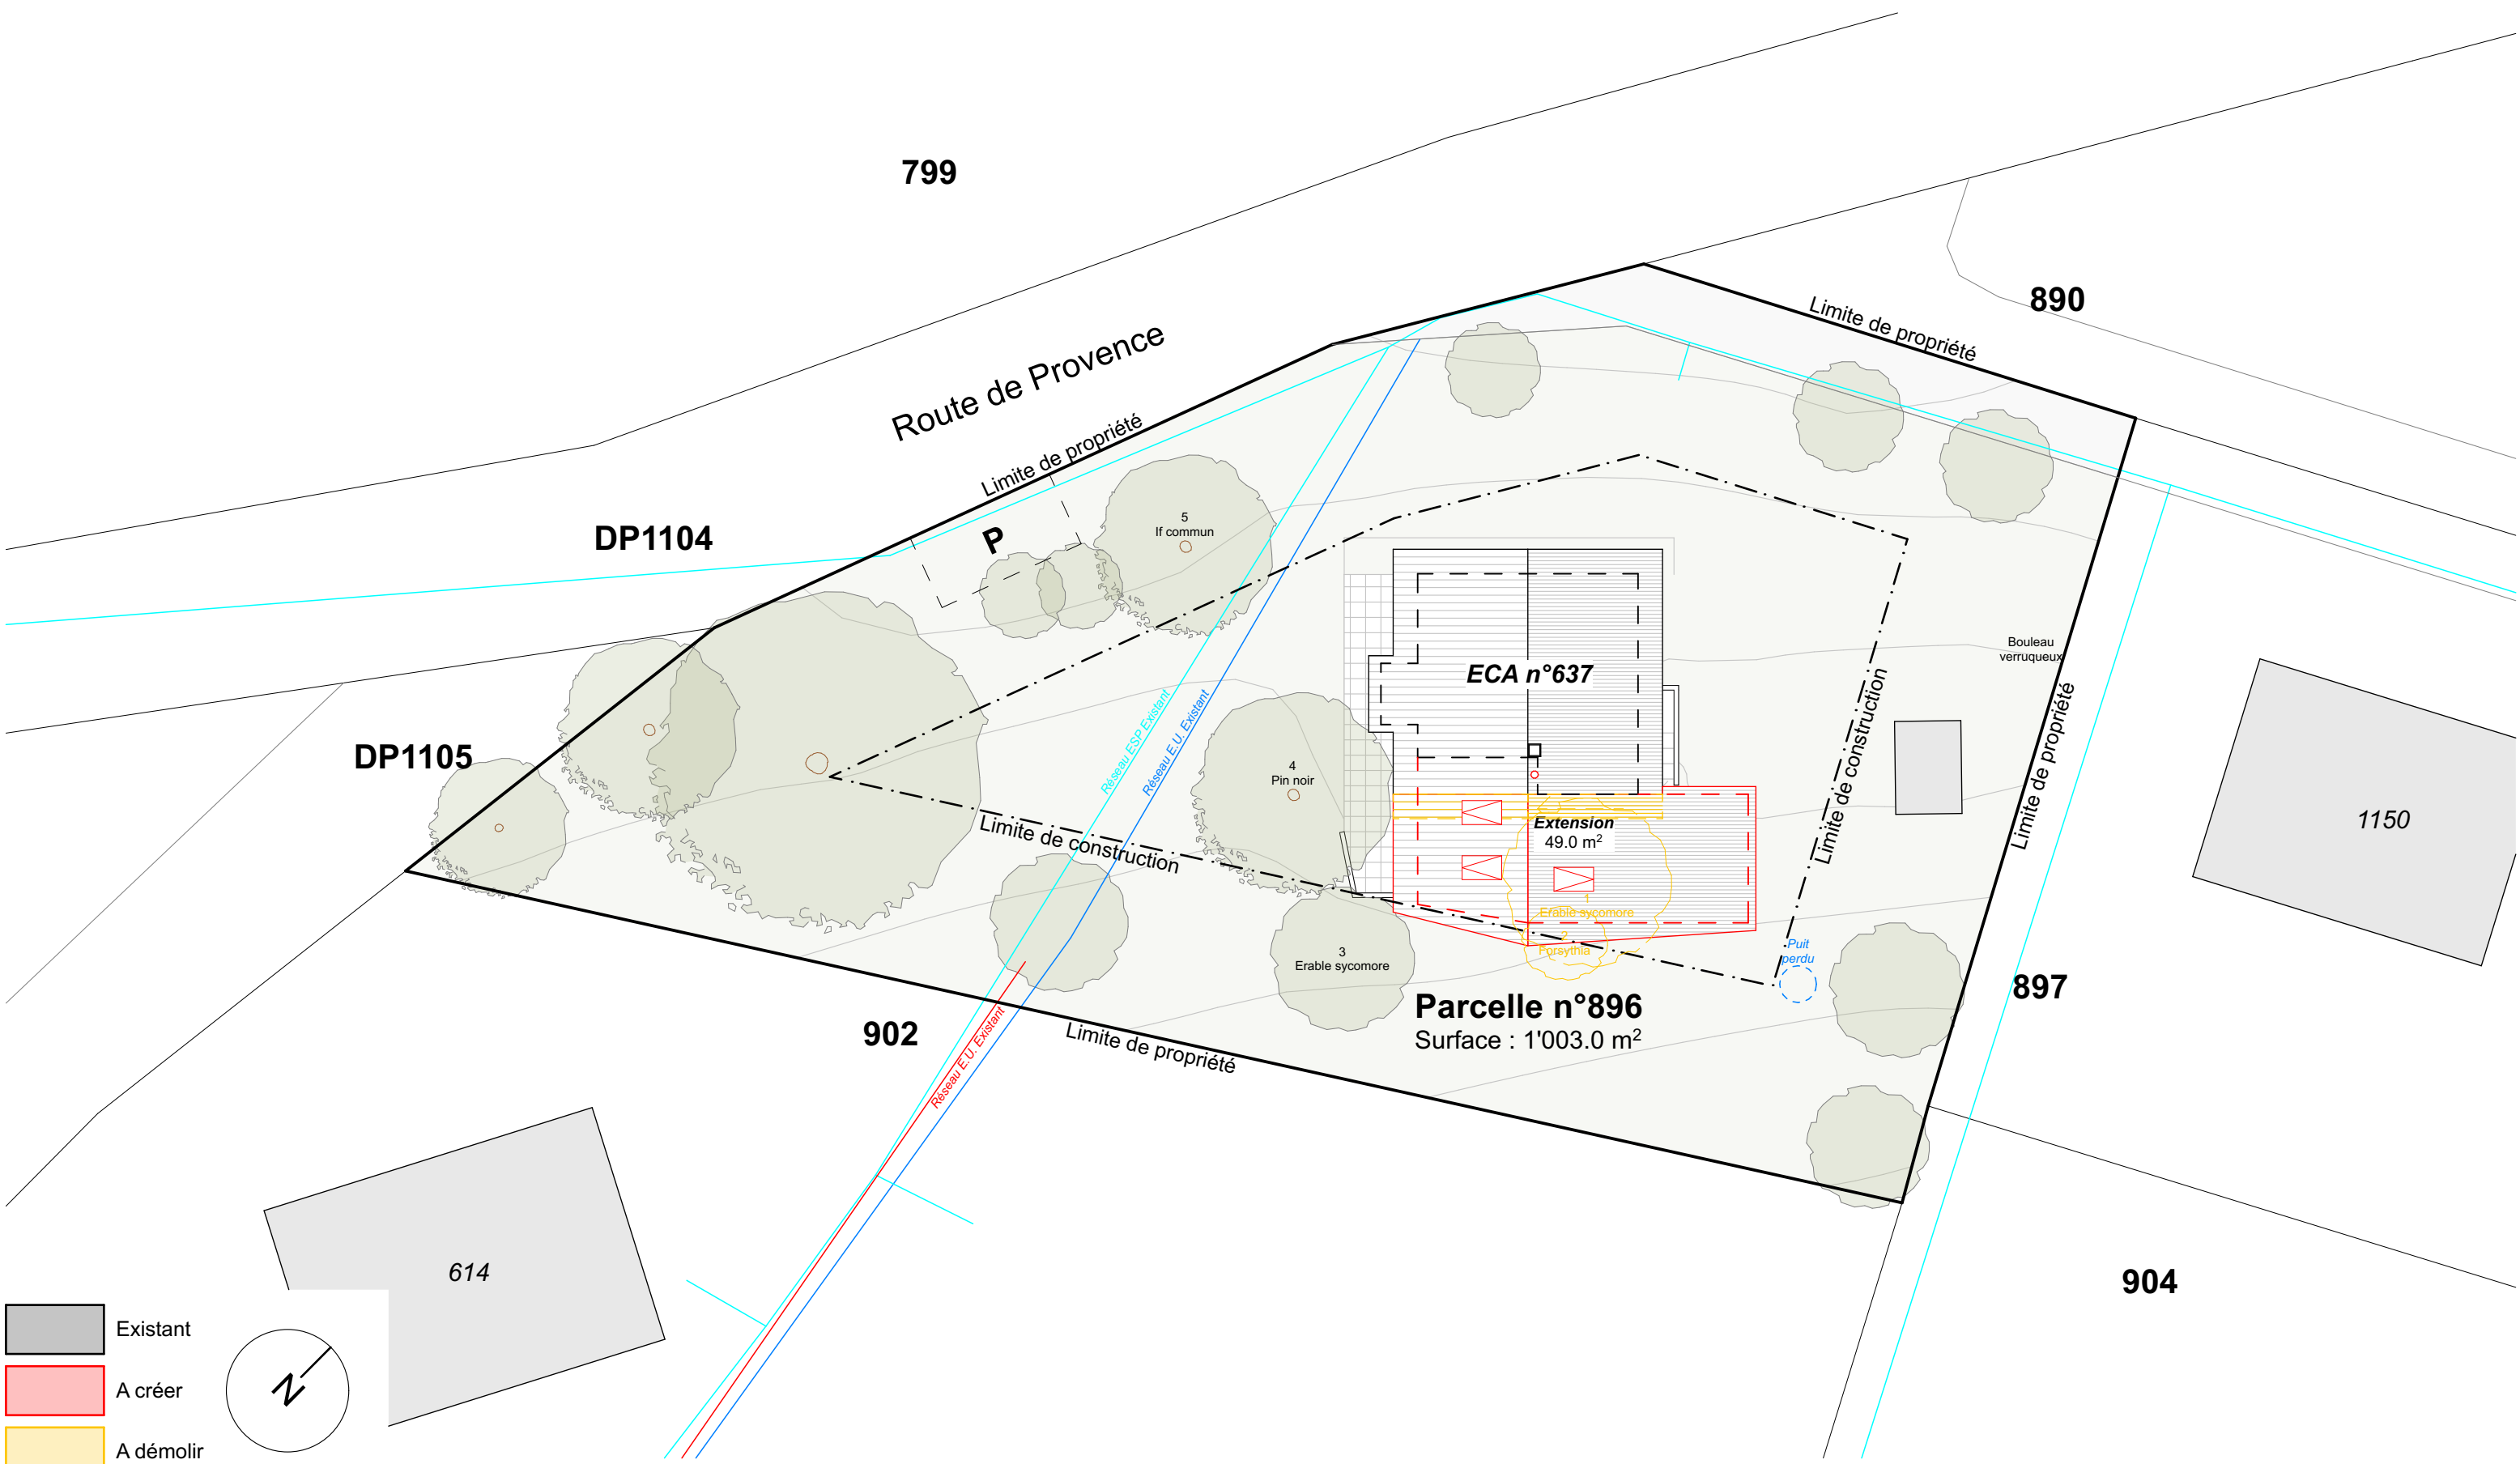 799
890
Limite de propriété
Route de Provence
Limite de propriété
DP1104
P
5
If commun
Bouleau
verruqueux
ECA n°637
DP1105
Réseau ESP Existant
Réseau E.U. Existant
4
Pin noir
Limite de construction
Limite de propriété
1150
Extension
49.0 m²
Limite de construction
1
Erable sycomore
2
Forsythia
3
Erable sycomore
Puit
perdu
897
Parcelle n°896
Surface : 1'003.0 m²
902
Limite de propriété
Réseau E.U. Existant
614
904
Existant
A créer
A démolir
N